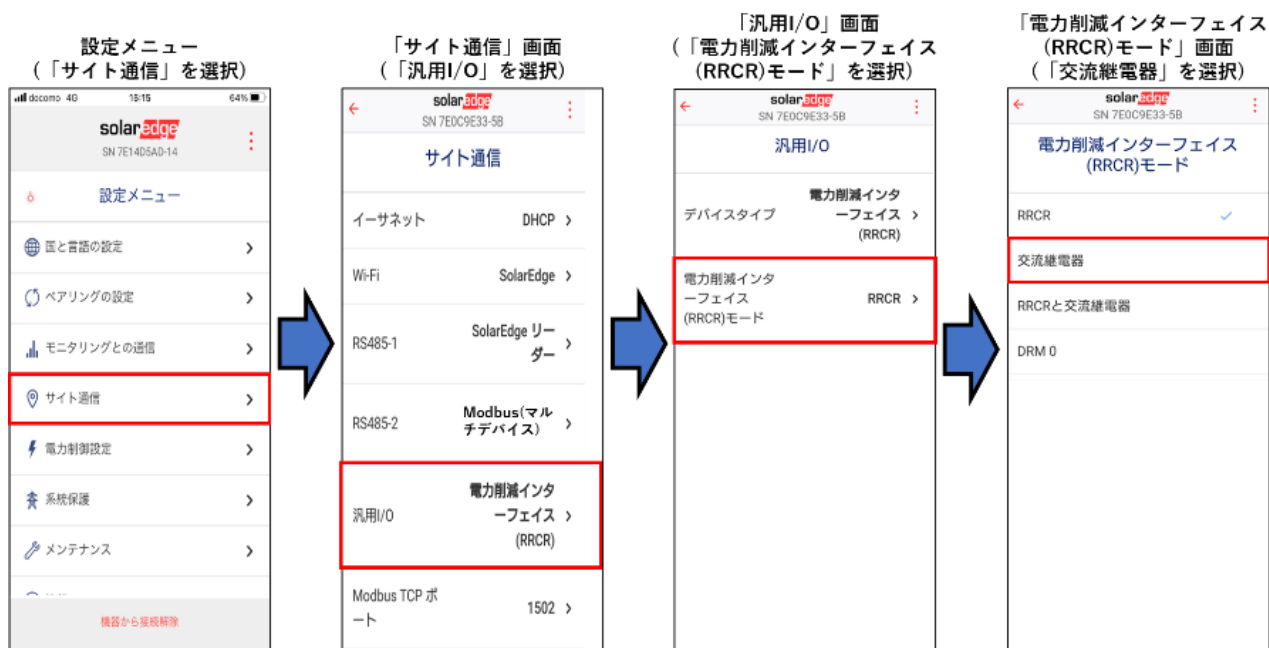 設定メニュー
(「サイト通信」を選択)
docomo 4G 15:15 64%
solaredge
SN 7E14D5AD-14
設定メニュー
国と言語の設定
ペアリングの設定
モニタリングとの通信
サイト通信
電力制御設定
系統保護
メンテナンス
機器から接続解除
「サイト通信」画面
(「汎用I/O」を選択)
solaredge
SN 7E0C9E33-5B
サイト通信
イーサネット DHCP
Wi-Fi SolarEdge
RS485-1 SolarEdge リー
ダー
RS485-2 Modbus(マル
チデバイス)
汎用I/O 電力削減インタ
ーフェイス
(RRCR)
Modbus TCP ポ
ート 1502
「汎用I/O」画面
(「電力削減インターフェイス
(RRCR)モード」を選択)
solaredge
SN 7E0C9E33-5B
汎用I/O
デバイスタイプ 電力削減インタ
ーフェイス
(RRCR)
電力削減インタ
ーフェイス RRCR
(RRCR)モード
「電力削減インターフェイス
(RRCR)モード」画面
(「交流継電器」を選択)
solaredge
SN 7E0C9E33-5B
電力削減インターフェイス
(RRCR)モード
RRCR
交流継電器
RRCRと交流継電器
DRM 0